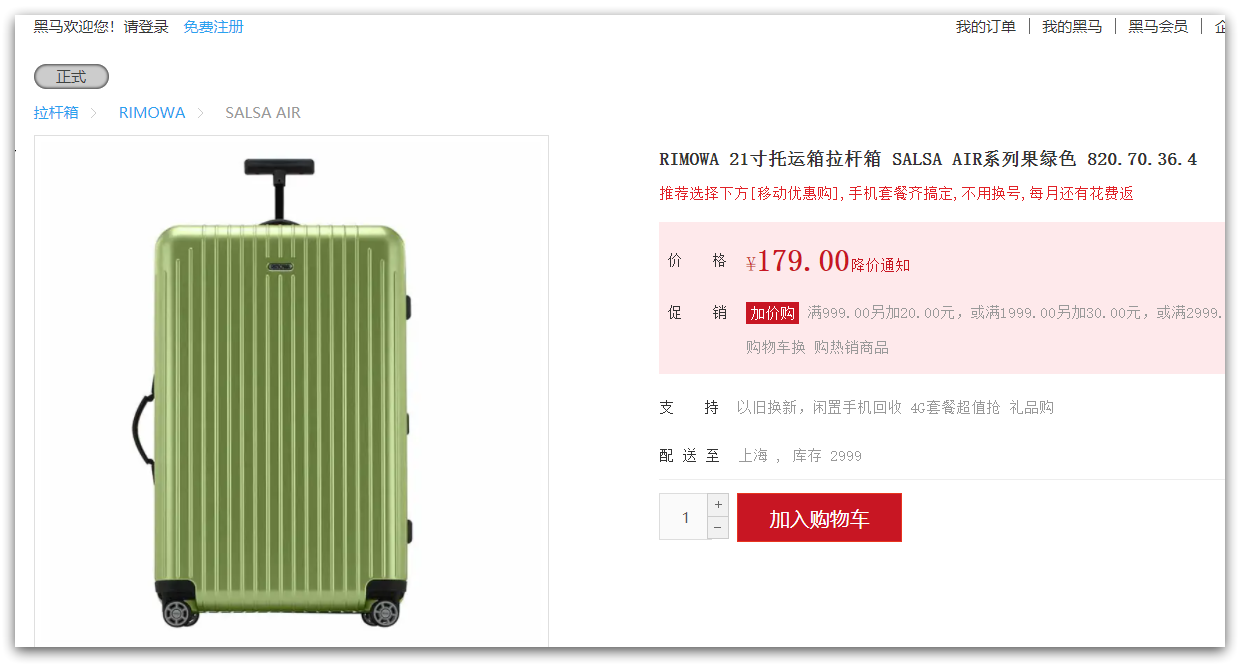 黑马欢迎您！请登录 免费注册
我的订单 | 我的黑马 | 黑马会员 |
正式
拉杆箱 > RIMOWA > SALSA AIR
RIMOWA 21寸托运箱拉杆箱 SALSA AIR系列果绿色 820.70.36.4
推荐选择下方[移动优惠购],手机套餐齐搞定,不用换号,每月还有花费返
价 格 ¥179.00降价通知
促 销 加价购 满999.00另加20.00元，或满1999.00另加30.00元，或满2999.
购物车换 购热销商品
支 持 以旧换新，闲置手机回收 4G套餐超值抢 礼品购
配 送 至 上海 ， 库存 2999
1 + −
加入购物车